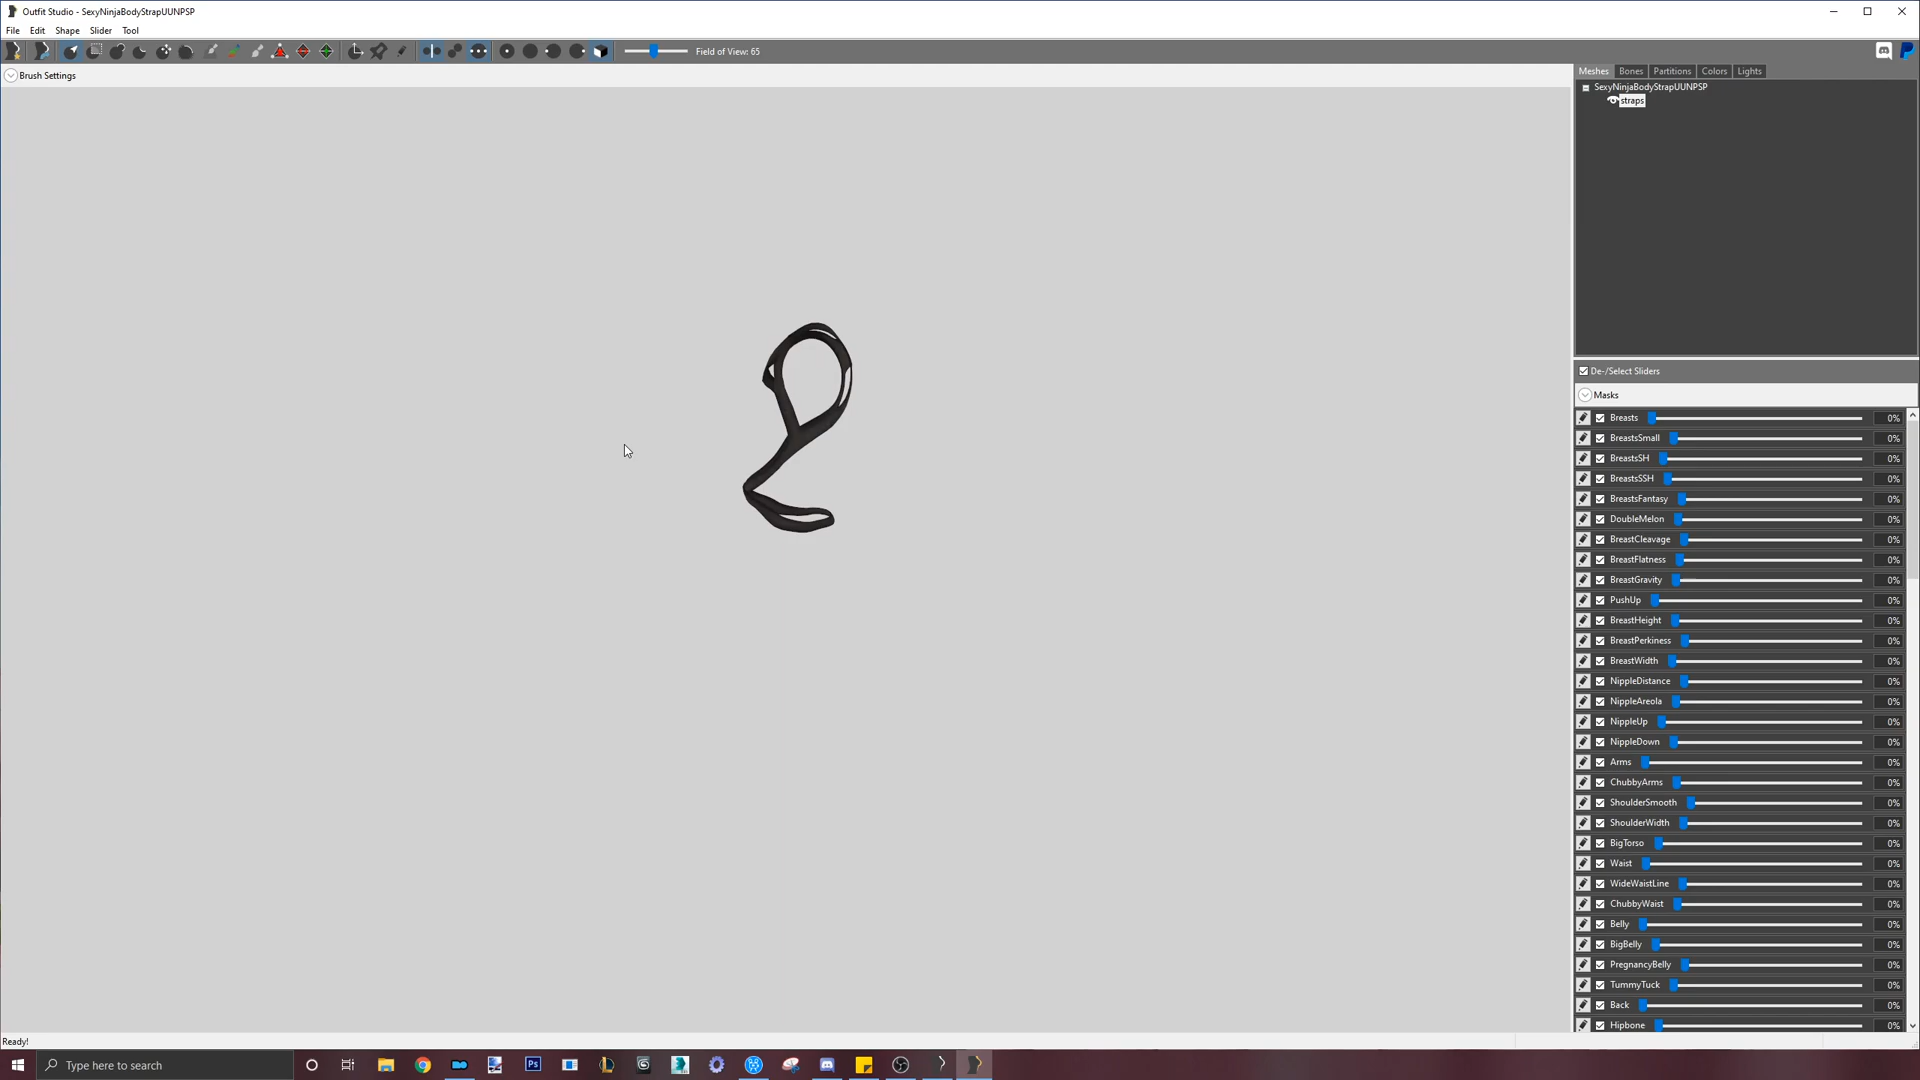 Outfit Studio - SexyNinjaBodyStrapUUNPSP
File Edit Shape Slider Tool
Field of View: 65
Brush Settings
Meshes Bones Partitions Colors Lights
SexyNinjaBodyStrapUUNPSP
straps
De-/Select Sliders
Masks
Breasts 0%
BreastsSmall 0%
BreastsSH 0%
BreastsSSH 0%
BreastsFantasy 0%
DoubleMelon 0%
BreastCleavage 0%
BreastFlatness 0%
BreastGravity 0%
PushUp 0%
BreastHeight 0%
BreastPerkiness 0%
BreastWidth 0%
NippleDistance 0%
NippleAreola 0%
NippleUp 0%
NippleDown 0%
Arms 0%
ChubbyArms 0%
ShoulderSmooth 0%
ShoulderWidth 0%
BigTorso 0%
Waist 0%
WideWaistLine 0%
ChubbyWaist 0%
Belly 0%
BigBelly 0%
PregnancyBelly 0%
TummyTuck 0%
Back 0%
Hipbone 0%
Ready!
Type here to search
Ps